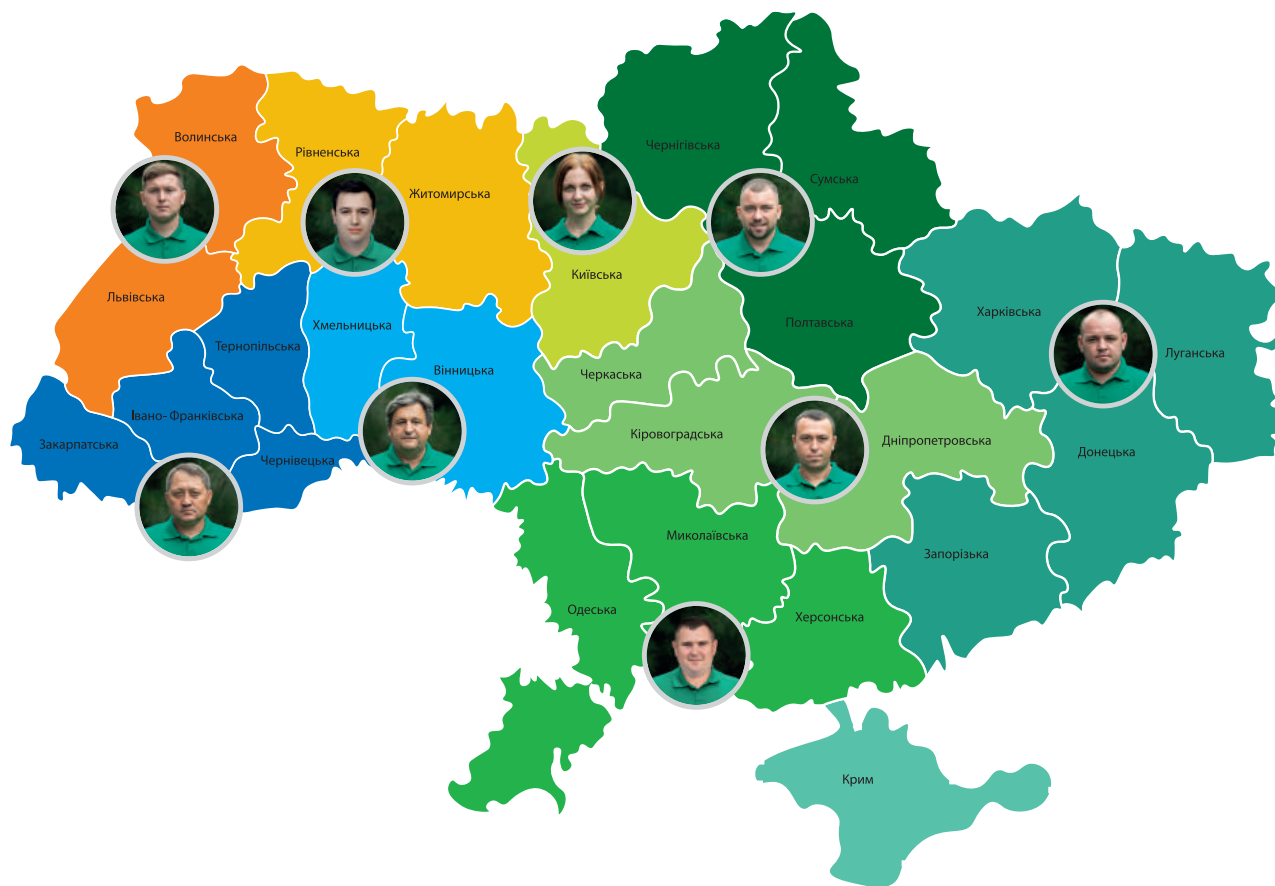 Волинська
Рівненська
Житомирська
Чернігівська
Сумська
Київська
Львівська
Тернопільська
Хмельницька
Вінницька
Черкаська
Полтавська
Харківська
Луганська
Івано-Франківська
Закарпатська
Чернівецька
Кіровоградська
Дніпропетровська
Донецька
Миколаївська
Запорізька
Одеська
Херсонська
Крим